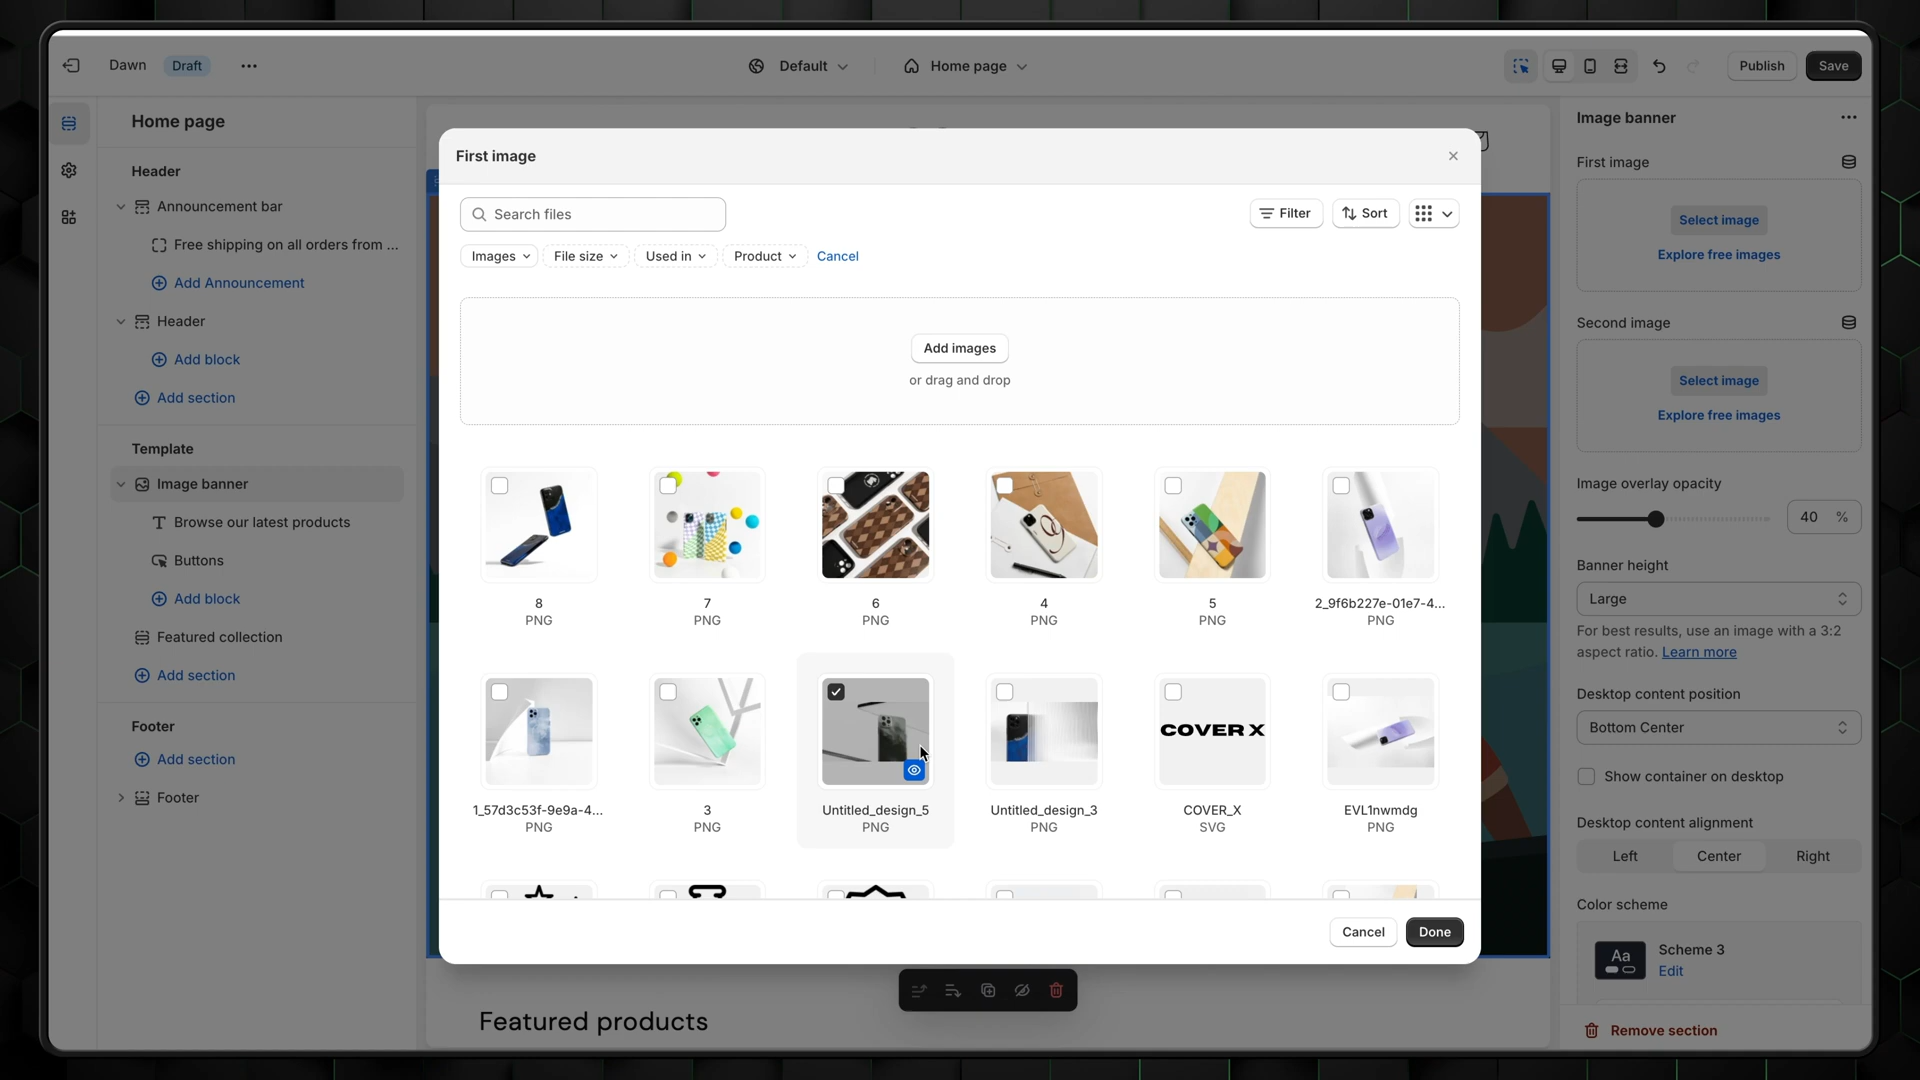 Dawn
Draft
Default
Home page
Publish
Save
Home page
Header
Announcement bar
Free shipping on all orders from ...
Add Announcement
Header
Add block
Add section
Template
Image banner
Browse our latest products
Buttons
Add block
Featured collection
Add section
Footer
Add section
Footer
First image
Search files
Filter
Sort
Images
File size
Used in
Product
Cancel
Add images
or drag and drop
8
PNG
7
PNG
6
PNG
4
PNG
5
PNG
2_9f6b227e-01e7-4...
PNG
1_57d3c53f-9e9a-4...
PNG
3
PNG
Untitled_design_5
PNG
Untitled_design_3
PNG
COVER X
COVER_X
SVG
EVL1nwmdg
PNG
Cancel
Done
Featured products
Image banner
First image
Select image
Explore free images
Second image
Select image
Explore free images
Image overlay opacity
40 %
Banner height
Large
For best results, use an image with a 3:2
aspect ratio. Learn more
Desktop content position
Bottom Center
Show container on desktop
Desktop content alignment
Left
Center
Right
Color scheme
Aa
Scheme 3
Edit
Remove section